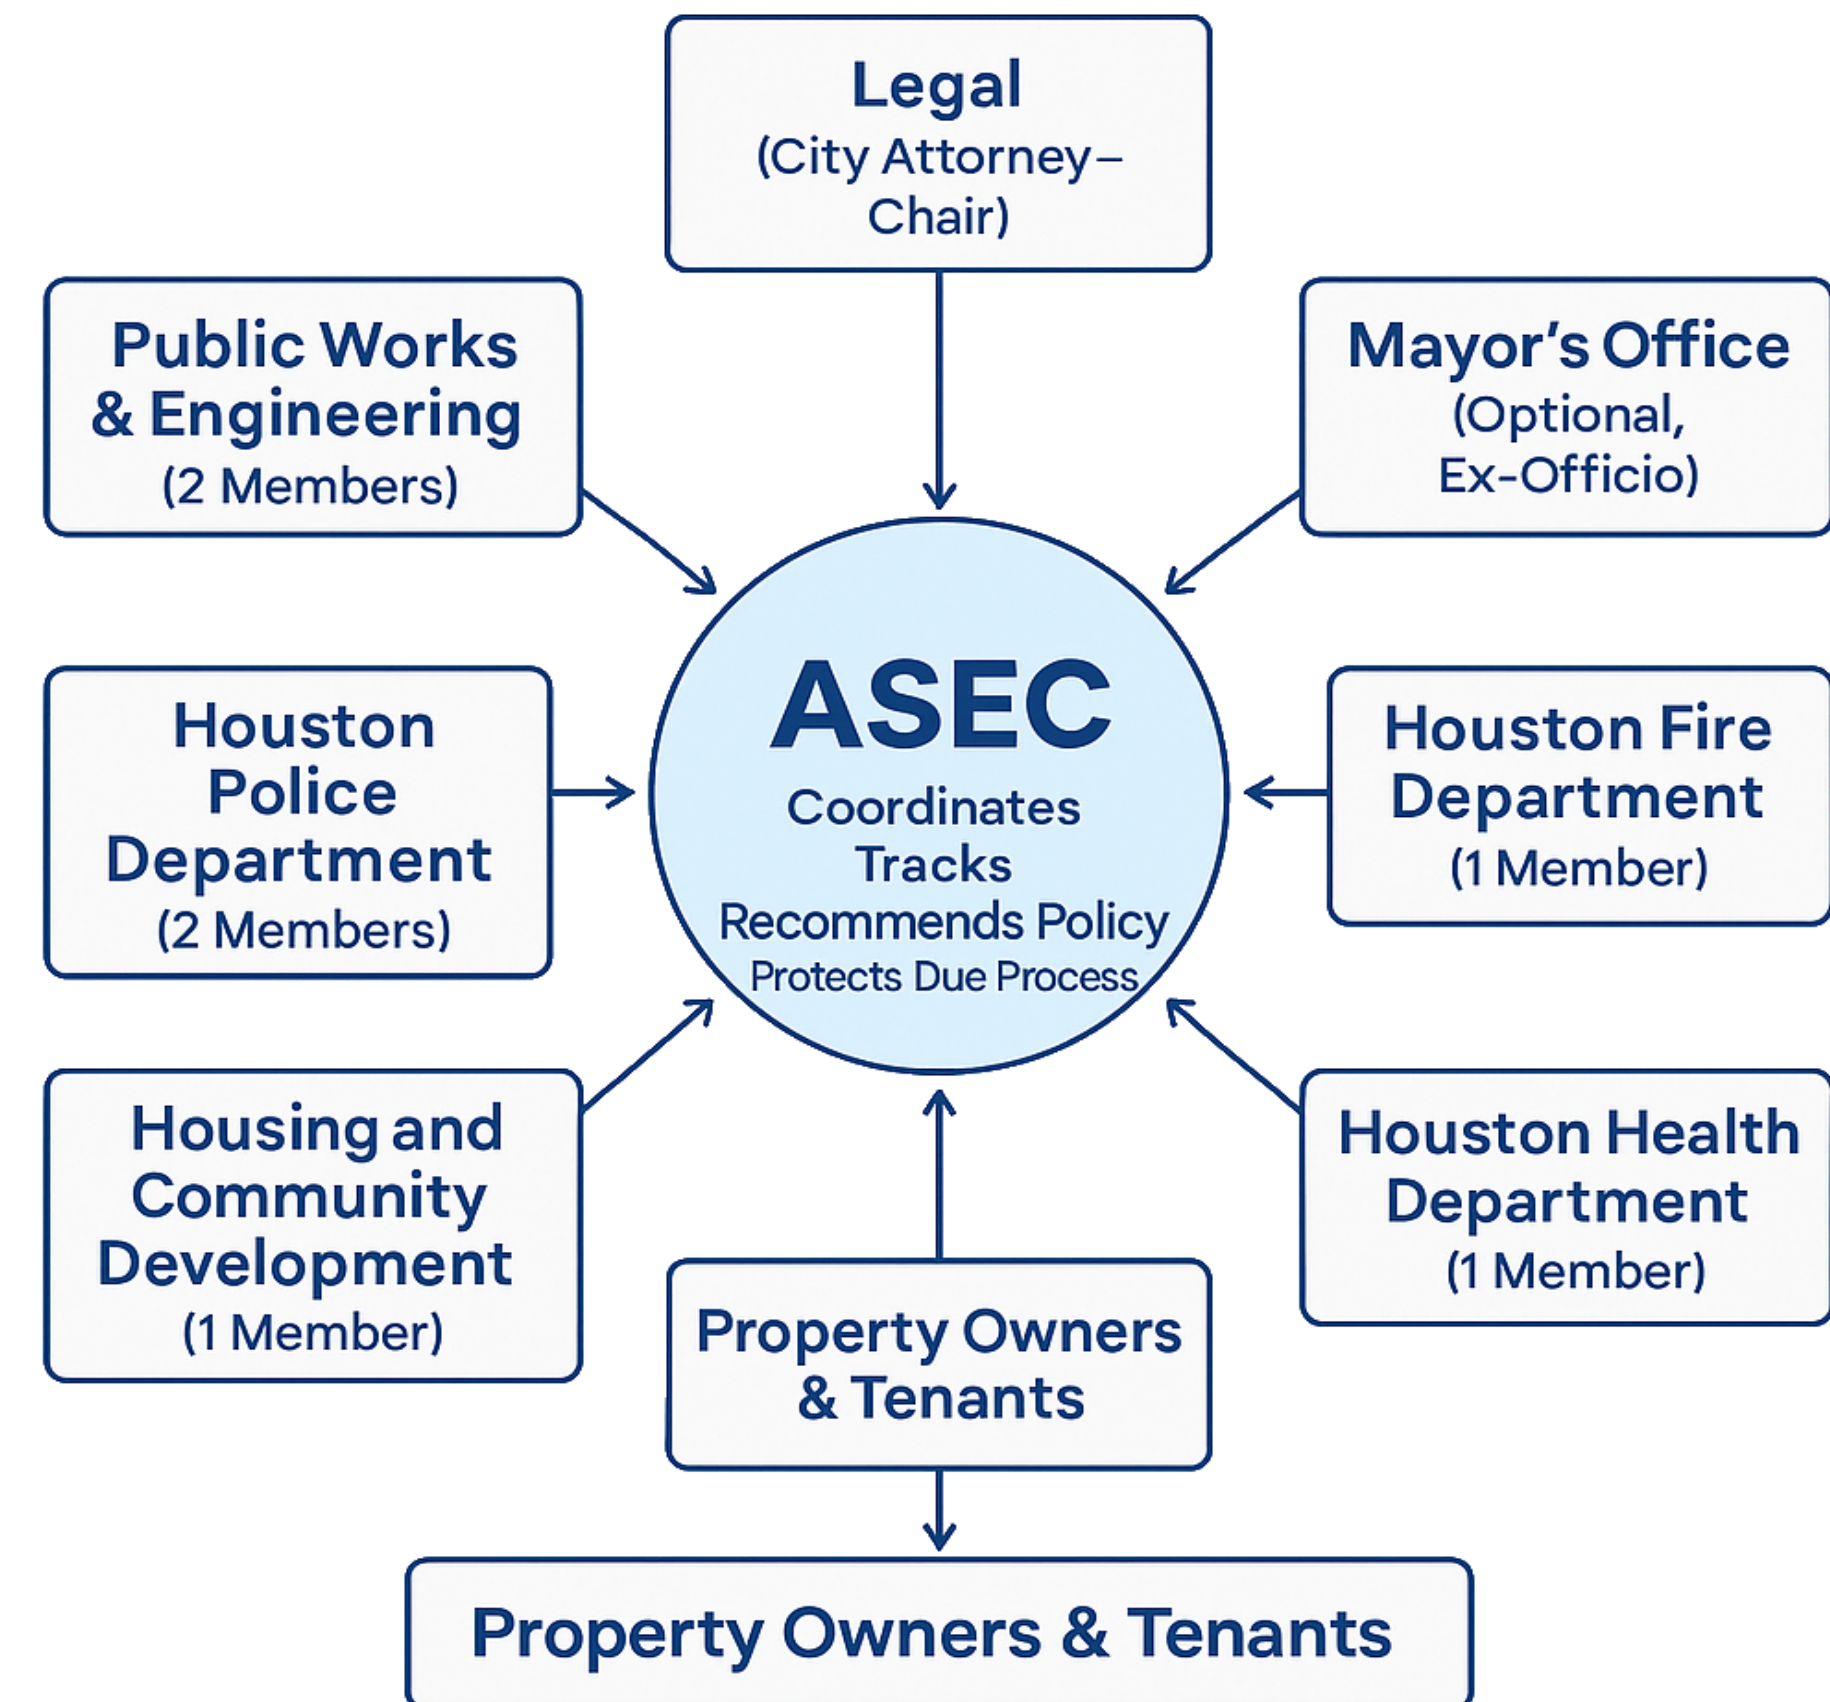 Legal
(City Attorney–
Chair)
Public Works
& Engineering
(2 Members)
Mayor’s Office
(Optional,
Ex-Officio)
ASEC
Coordinates
Tracks
Recommends Policy
Protects Due Process
Houston
Police
Department
(2 Members)
Houston Fire
Department
(1 Member)
Housing and
Community
Development
(1 Member)
Houston Health
Department
(1 Member)
Property Owners
& Tenants
Property Owners & Tenants